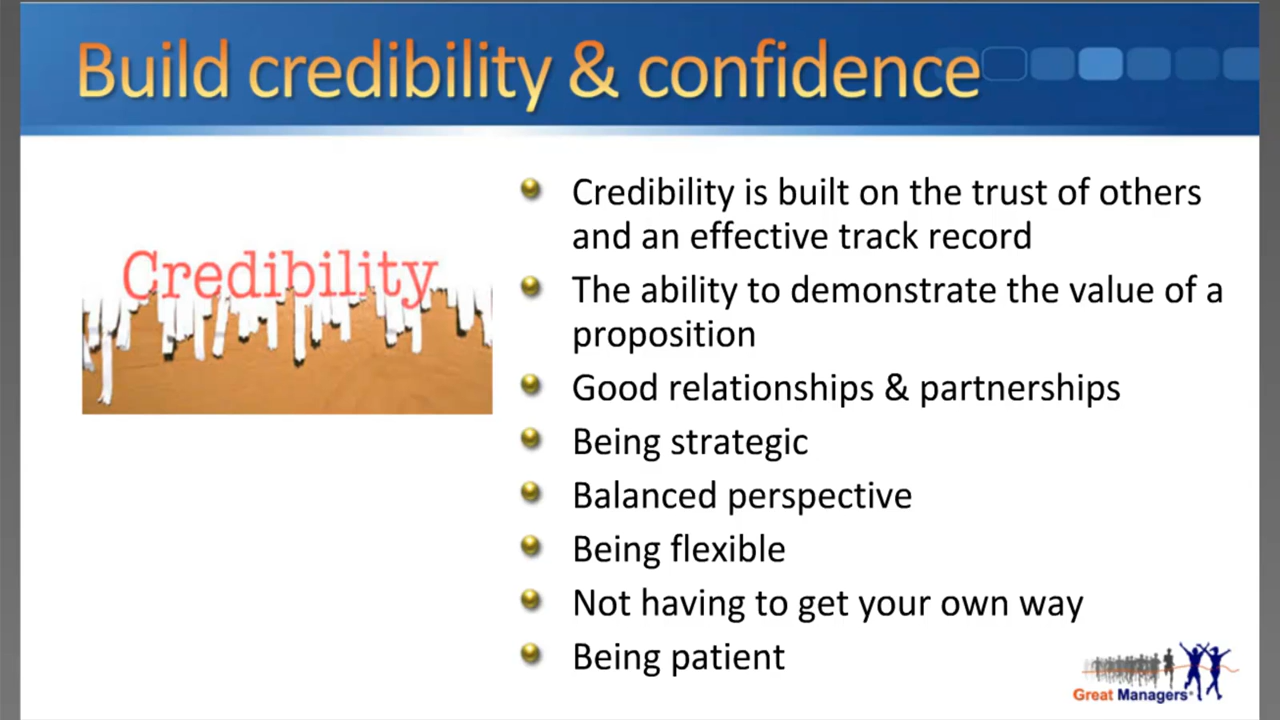 Build credibility & confidence
Credibility
Credibility is built on the trust of others
and an effective track record
The ability to demonstrate the value of a
proposition
Good relationships & partnerships
Being strategic
Balanced perspective
Being flexible
Not having to get your own way
Being patient
Great Managers